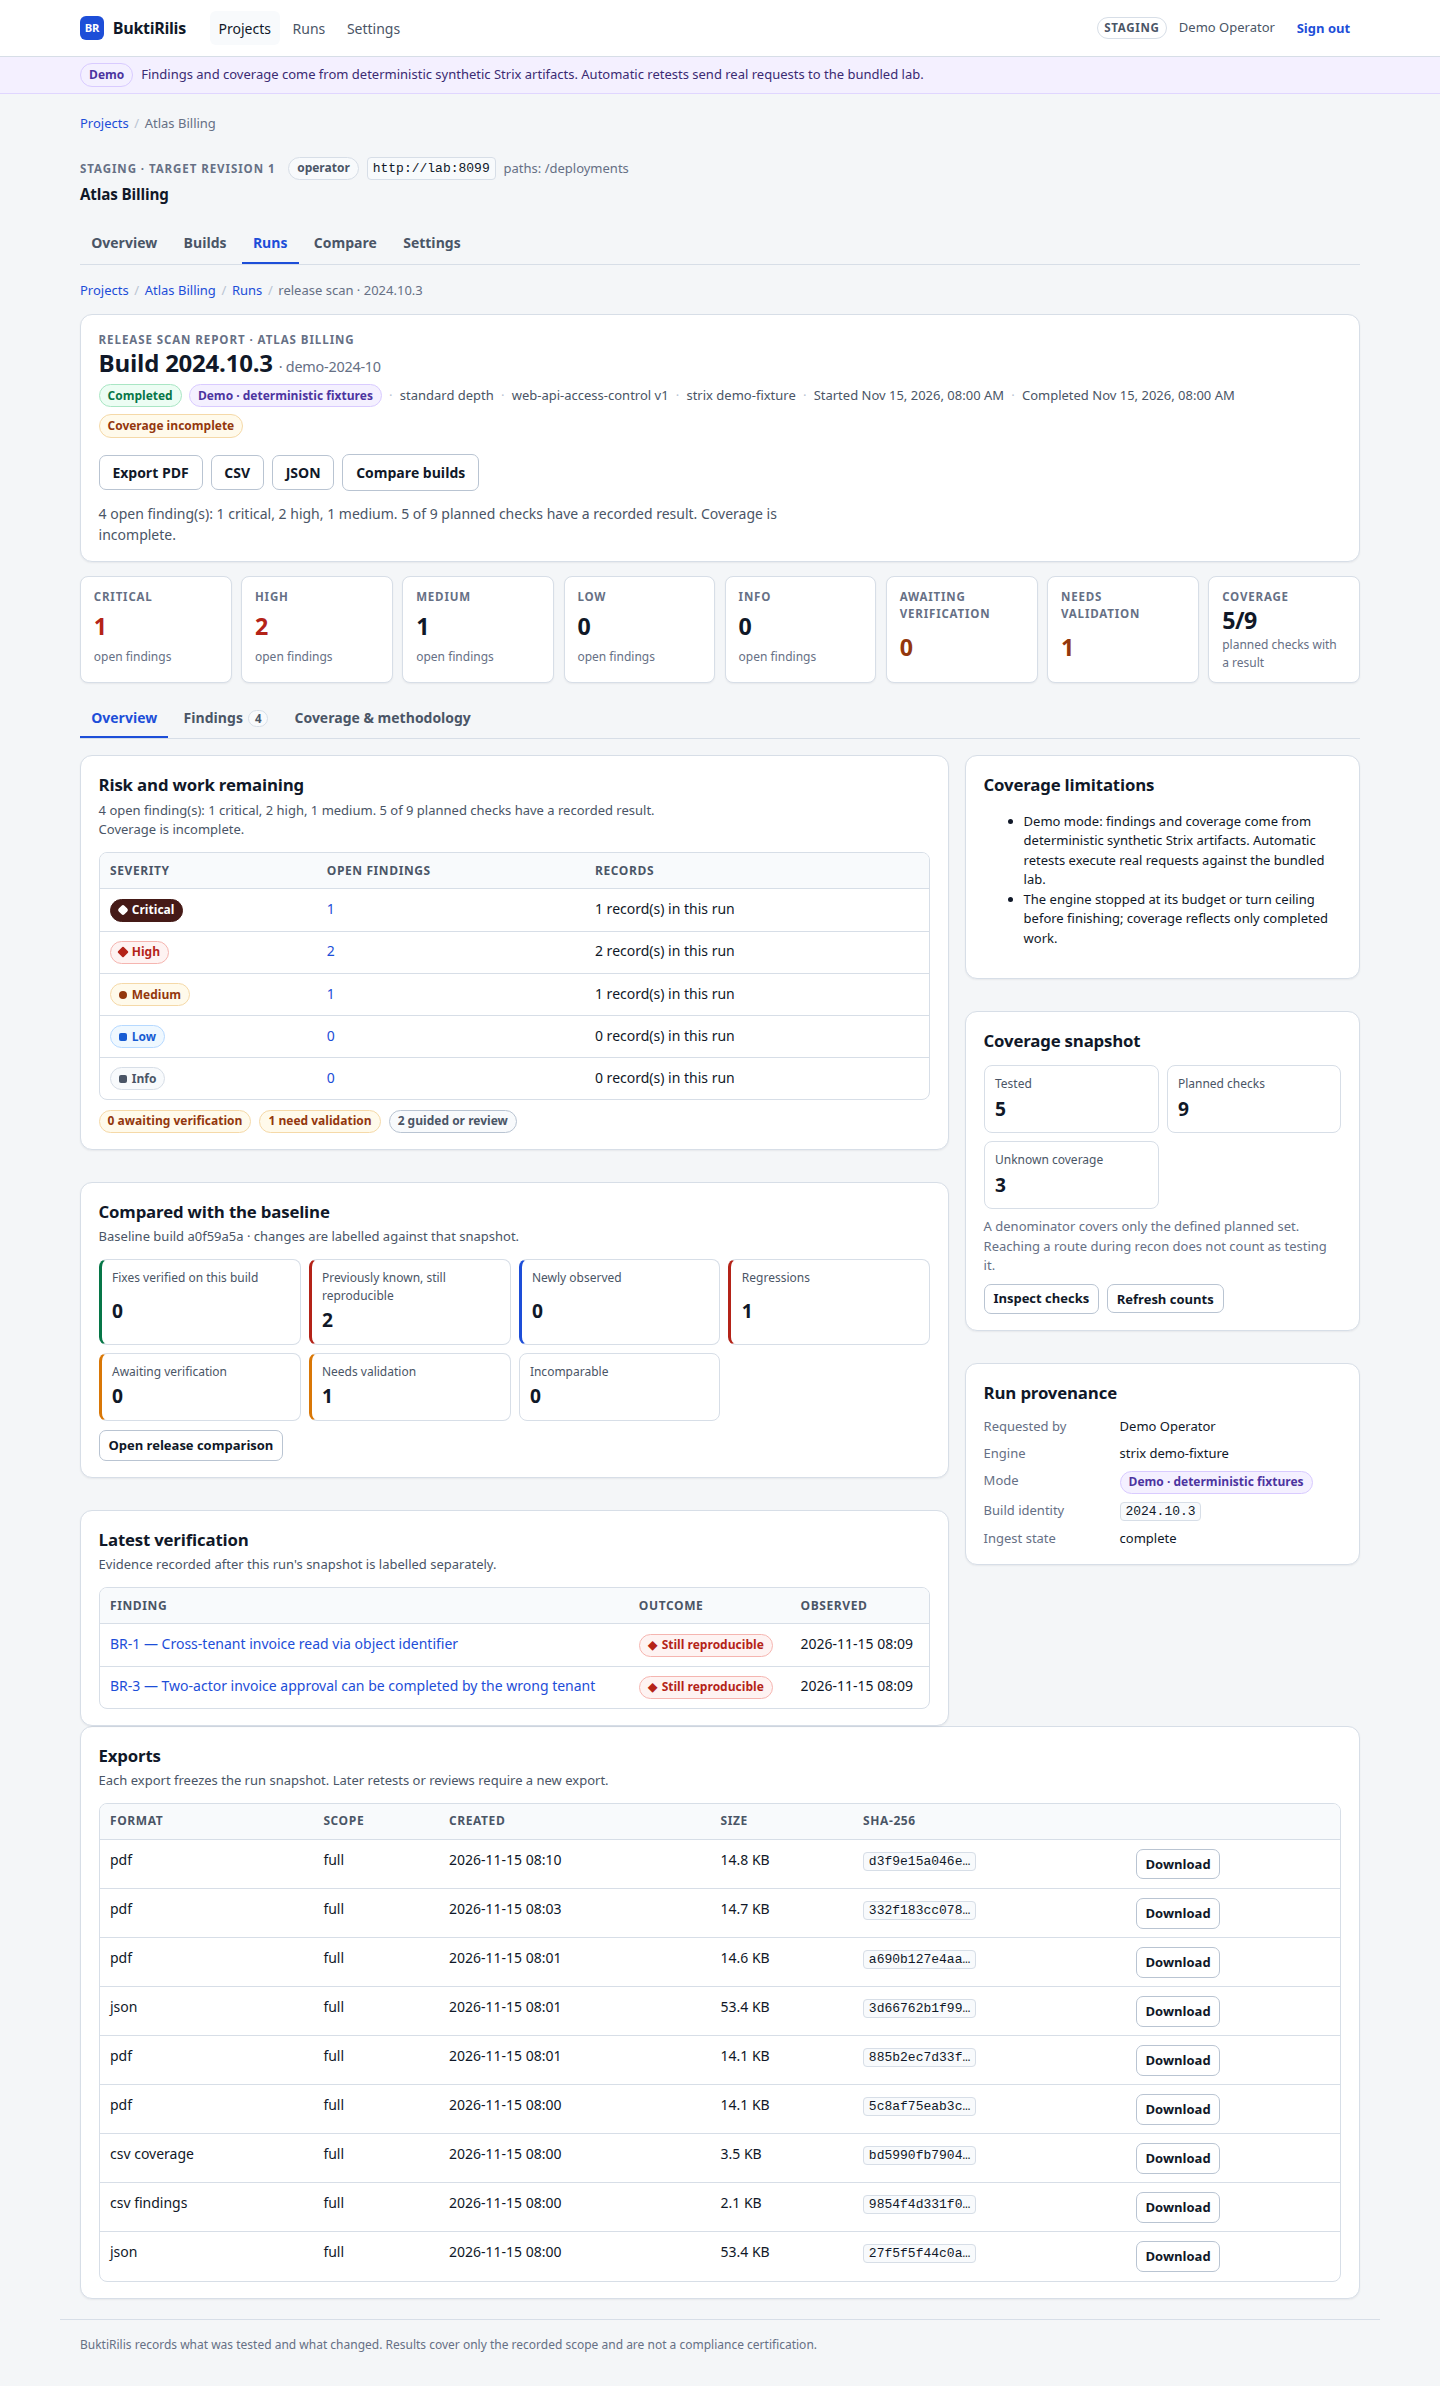 BR BuktiRilis Projects Runs Settings STAGING Demo Operator Sign out
Demo Findings and coverage come from deterministic synthetic Strix artifacts. Automatic retests send real requests to the bundled lab.
Projects / Atlas Billing
STAGING · TARGET REVISION 1 operator http://lab:8099 paths: /deployments
Atlas Billing
Overview Builds Runs Compare Settings
Projects / Atlas Billing / Runs / release scan · 2024.10.3
RELEASE SCAN REPORT · ATLAS BILLING
Build 2024.10.3 · demo-2024-10
Completed Demo · deterministic fixtures · standard depth · web-api-access-control v1 · strix demo-fixture · Started Nov 15, 2026, 08:00 AM · Completed Nov 15, 2026, 08:00 AM
Coverage incomplete
Export PDF CSV JSON Compare builds
4 open finding(s): 1 critical, 2 high, 1 medium. 5 of 9 planned checks have a recorded result. Coverage is
incomplete.
CRITICAL
1
open findings
HIGH
2
open findings
MEDIUM
1
open findings
LOW
0
open findings
INFO
0
open findings
AWAITING
VERIFICATION
0
NEEDS
VALIDATION
1
COVERAGE
5/9
planned checks with
a result
Overview Findings 4 Coverage & methodology
Risk and work remaining
4 open finding(s): 1 critical, 2 high, 1 medium. 5 of 9 planned checks have a recorded result.
Coverage is incomplete.
SEVERITY OPEN FINDINGS RECORDS
Critical 1 1 record(s) in this run
High 2 2 record(s) in this run
Medium 1 1 record(s) in this run
Low 0 0 record(s) in this run
Info 0 0 record(s) in this run
0 awaiting verification 1 need validation 2 guided or review
Compared with the baseline
Baseline build a0f59a5a · changes are labelled against that snapshot.
Fixes verified on this build
0
Previously known, still
reproducible
2
Newly observed
0
Regressions
1
Awaiting verification
0
Needs validation
1
Incomparable
0
Open release comparison
Latest verification
Evidence recorded after this run's snapshot is labelled separately.
FINDING OUTCOME OBSERVED
BR-1 — Cross-tenant invoice read via object identifier Still reproducible 2026-11-15 08:09
BR-3 — Two-actor invoice approval can be completed by the wrong tenant Still reproducible 2026-11-15 08:09
Coverage limitations
• Demo mode: findings and coverage come from
deterministic synthetic Strix artifacts. Automatic
retests execute real requests against the bundled
lab.
• The engine stopped at its budget or turn ceiling
before finishing; coverage reflects only completed
work.
Coverage snapshot
Tested
5
Planned checks
9
Unknown coverage
3
A denominator covers only the defined planned set.
Reaching a route during recon does not count as testing
it.
Inspect checks Refresh counts
Run provenance
Requested by Demo Operator
Engine strix demo-fixture
Mode Demo · deterministic fixtures
Build identity 2024.10.3
Ingest state complete
Exports
Each export freezes the run snapshot. Later retests or reviews require a new export.
FORMAT SCOPE CREATED SIZE SHA-256
pdf full 2026-11-15 08:10 14.8 KB d3f9e15a046e… Download
pdf full 2026-11-15 08:03 14.7 KB 332f183cc078… Download
pdf full 2026-11-15 08:01 14.6 KB a690b127e4aa… Download
json full 2026-11-15 08:01 53.4 KB 3d66762b1f99… Download
pdf full 2026-11-15 08:01 14.1 KB 885b2ec7d33f… Download
pdf full 2026-11-15 08:00 14.1 KB 5c8af75eab3c… Download
csv coverage full 2026-11-15 08:00 3.5 KB bd5990fb7904… Download
csv findings full 2026-11-15 08:00 2.1 KB 9854f4d331f0… Download
json full 2026-11-15 08:00 53.4 KB 27f5f5f44c0a… Download
BuktiRilis records what was tested and what changed. Results cover only the recorded scope and are not a compliance certification.